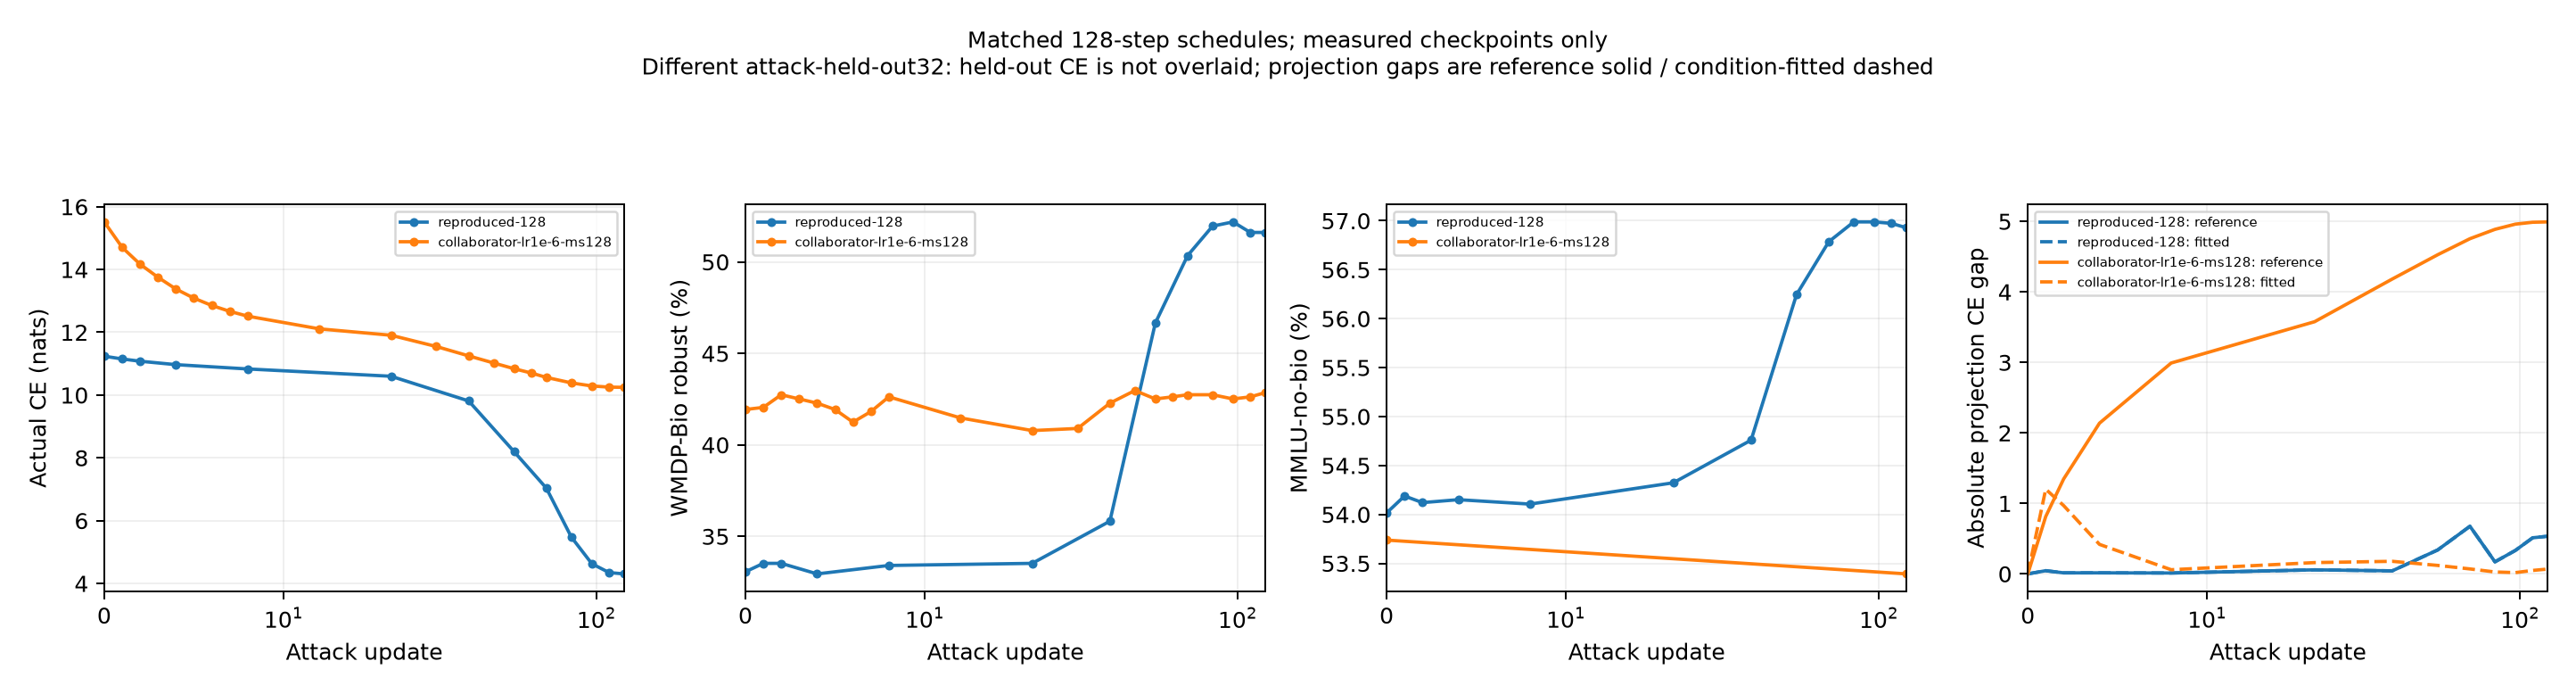 Matched 128-step schedules; measured checkpoints only
Different attack-held-out32: held-out CE is not overlaid; projection gaps are reference solid / condition-fitted dashed
Actual CE (nats)
16
14
12
10
8
6
4
0
10¹
10²
Attack update
reproduced-128
collaborator-lr1e-6-ms128
WMDP-Bio robust (%)
50
45
40
35
0
10¹
10²
Attack update
reproduced-128
collaborator-lr1e-6-ms128
MMLU-no-bio (%)
57.0
56.5
56.0
55.5
55.0
54.5
54.0
53.5
0
10¹
10²
Attack update
reproduced-128
collaborator-lr1e-6-ms128
Absolute projection CE gap
5
4
3
2
1
0
0
10¹
10²
Attack update
reproduced-128: reference
reproduced-128: fitted
collaborator-lr1e-6-ms128: reference
collaborator-lr1e-6-ms128: fitted